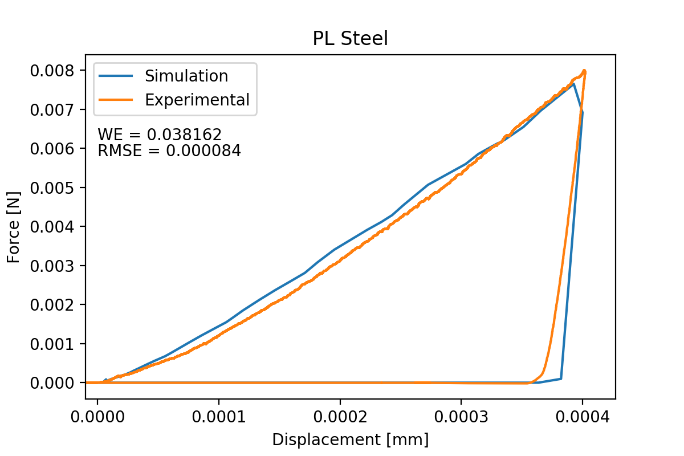 PL Steel
Simulation
Experimental
WE = 0.038162
RMSE = 0.000084
0.008
0.007
0.006
0.005
0.004
0.003
0.002
0.001
0.000
Force [N]
0.0000 0.0001 0.0002 0.0003 0.0004
Displacement [mm]